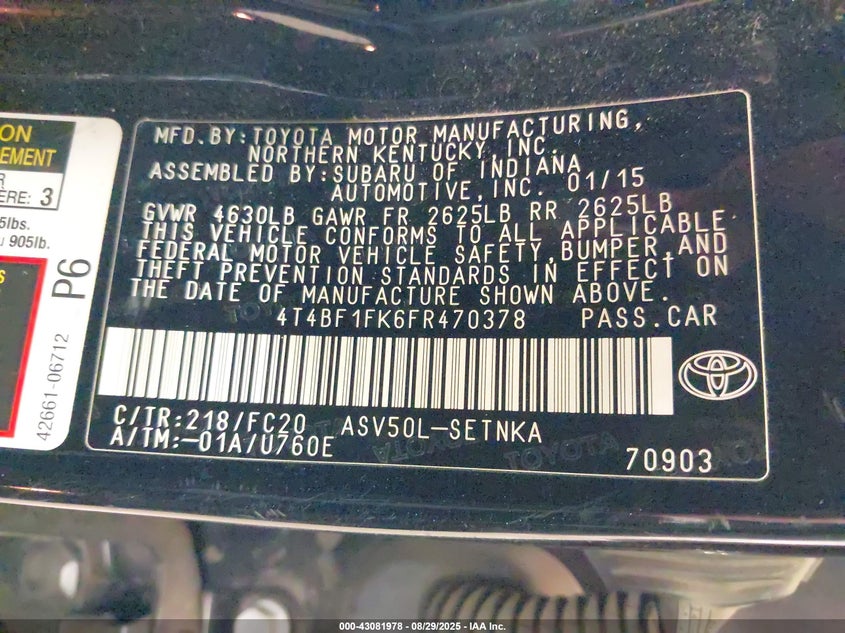 ON
EMENT
R
ERE: 3
5lbs.
u 905lb.
S
P6
42661-06712
MFD.BY:TOYOTA MOTOR MANUFACTURING,
NORTHERN KENTUCKY, INC.
ASSEMBLED BY:SUBARU OF INDIANA
AUTOMOTIVE,INC. 01/15
GVWR 4630LB GAWR FR 2625LB RR 2625LB
THIS VEHICLE CONFORMS TO ALL APPLICABLE
FEDERAL MOTOR VEHICLE SAFETY,BUMPER,AND
THEFT PREVENTION STANDARDS IN EFFECT ON
THE DATE OF MANUFACTURE SHOWN ABOVE.
4T4BF1FK6FR470378 PASS.CAR
C/TR:218/FC20 ASV50L-SETNKA
A/TM:-01A/U760E
70903
TOYOTA TOYOTA
000-43081978 - 08/29/2025 - IAA Inc.